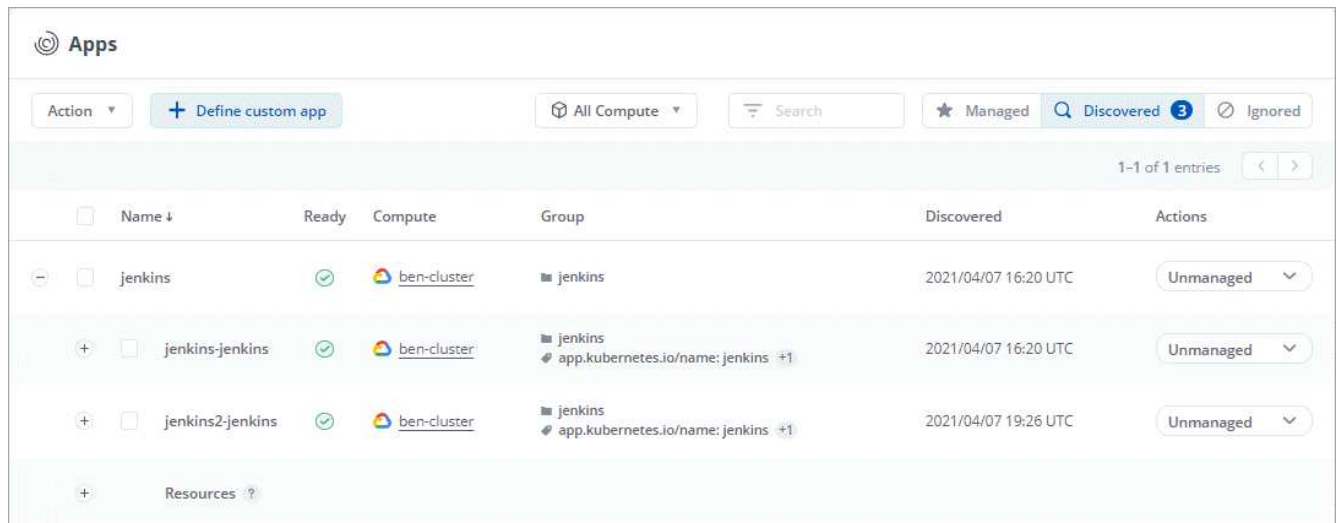 Apps
Action ▼ + Define custom app All Compute ▼ Search Managed Discovered 3 Ignored
1–1 of 1 entries < >
Name ↓ Ready Compute Group Discovered Actions
jenkins ben-cluster jenkins 2021/04/07 16:20 UTC Unmanaged
jenkins-jenkins ben-cluster jenkins 2021/04/07 16:20 UTC Unmanaged
app.kubernetes.io/name: jenkins +1
jenkins2-jenkins ben-cluster jenkins 2021/04/07 19:26 UTC Unmanaged
app.kubernetes.io/name: jenkins +1
Resources ?